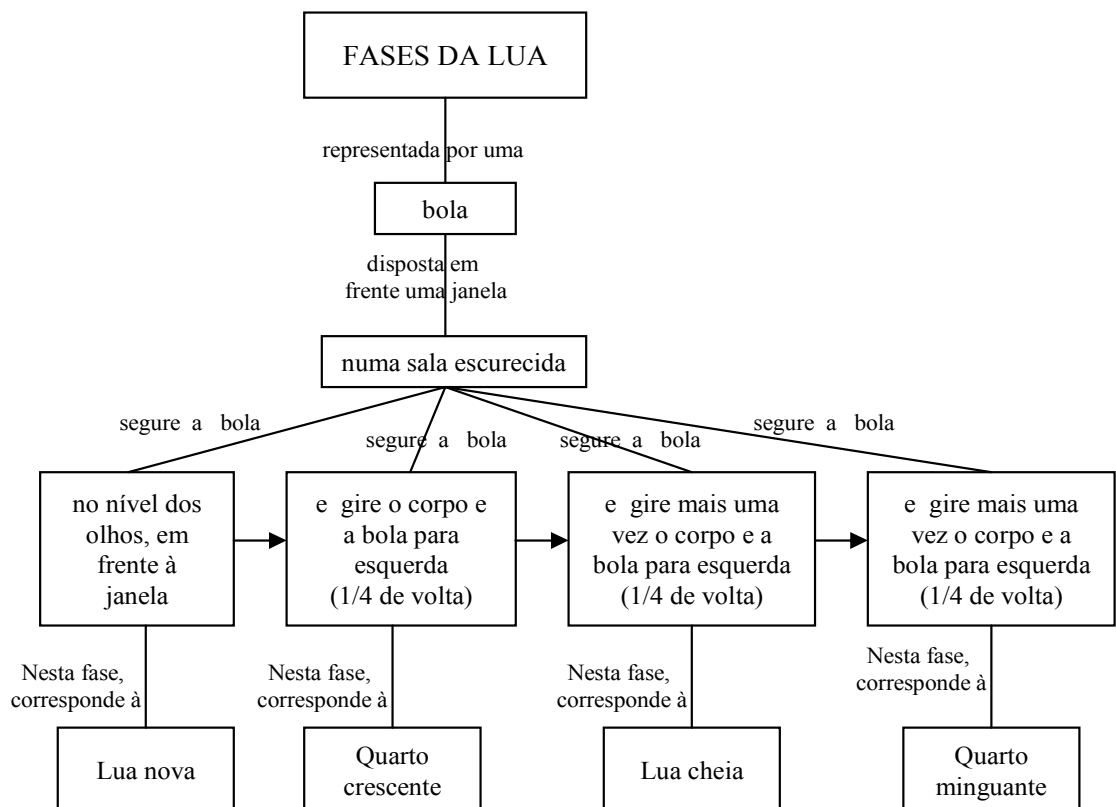 FASES DA LUA
representada por uma
bola
disposta em
frente uma janela
numa sala escurecida
segure a bola
segure a bola
segure a bola
segure a bola
no nível dos
olhos, em
frente à
janela
e gire o corpo e
a bola para
esquerda
(1/4 de volta)
e gire mais uma
vez o corpo e a
bola para esquerda
(1/4 de volta)
e gire mais uma
vez o corpo e a
bola para esquerda
(1/4 de volta)
Nesta fase,
corresponde à
Nesta fase,
corresponde à
Nesta fase,
corresponde à
Nesta fase,
corresponde à
Lua nova
Quarto
crescente
Lua cheia
Quarto
minguante